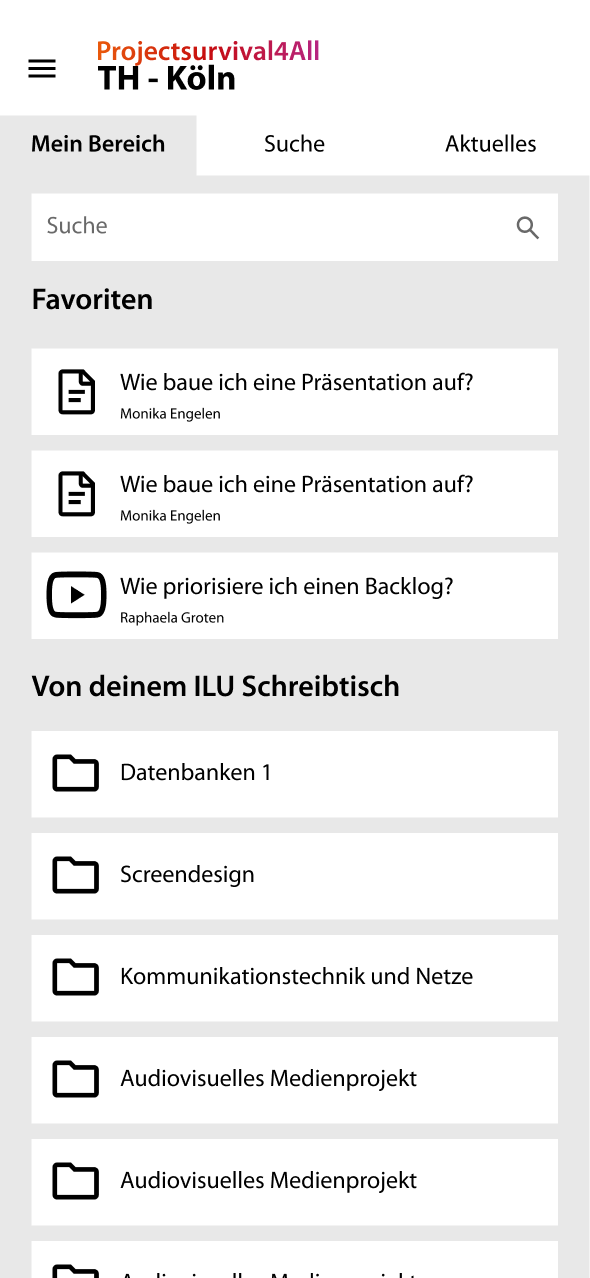 Projectsurvival4All
TH - Köln
Mein Bereich
Suche
Aktuelles
Suche
Favoriten
Wie baue ich eine Präsentation auf?
Monika Engelen
Wie baue ich eine Präsentation auf?
Monika Engelen
Wie priorisiere ich einen Backlog?
Raphaela Groten
Von deinem ILU Schreibtisch
Datenbanken 1
Screendesign
Kommunikationstechnik und Netze
Audiovisuelles Medienprojekt
Audiovisuelles Medienprojekt